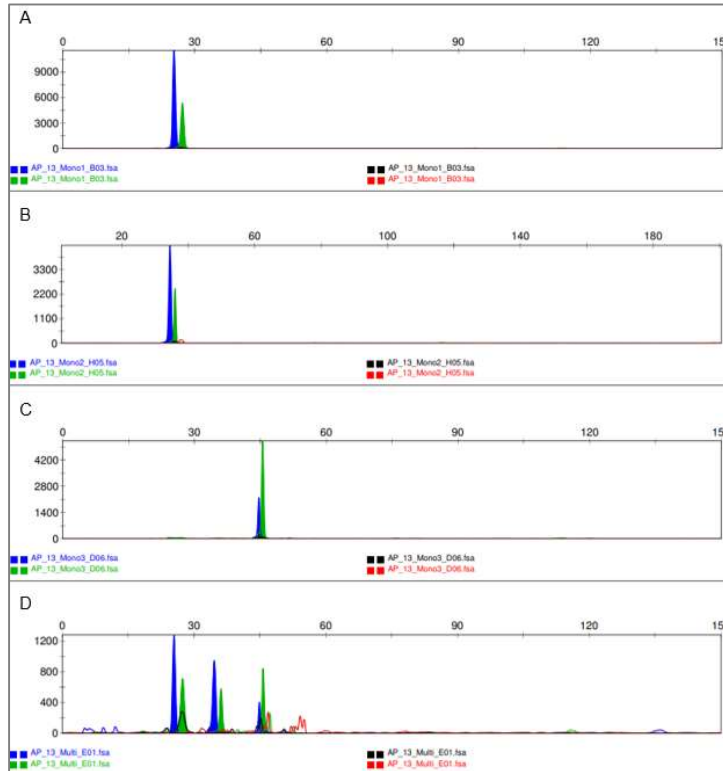 A
0 30 60 90 120 150
9000
6000
3000
0
AP_13_Mono1_B03.fsa AP_13_Mono1_B03.fsa
AP_13_Mono1_B03.fsa AP_13_Mono1_B03.fsa
B
20 60 100 140 180
3300
2200
1100
0
AP_13_Mono2_H05.fsa AP_13_Mono2_H05.fsa
AP_13_Mono2_H05.fsa AP_13_Mono2_H05.fsa
C
0 30 60 90 120 15
4200
2800
1400
0
AP_13_Mono3_D06.fsa AP_13_Mono3_D06.fsa
AP_13_Mono3_D06.fsa AP_13_Mono3_D06.fsa
D
0 30 60 90 120 15
1200
800
400
0
AP_13_Multi_E01.fsa AP_13_Multi_E01.fsa
AP_13_Multi_E01.fsa AP_13_Multi_E01.fsa